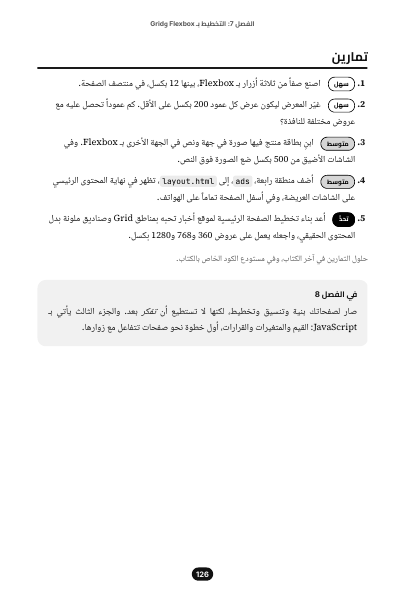 الفصل 7: التخطيط بـ Flexbox وGrid
تمارين
1. سهل اصنع صفاً من ثلاثة أزرار بـ Flexbox، بينها 12 بكسل، في منتصف الصفحة.
2. سهل غيّر المعرض ليكون عرض كل عمود 200 بكسل على الأقل. كم عموداً تحصل عليه مع
عروض مختلفة للنافذة؟
3. متوسط ابنِ بطاقة منتج فيها صورة في جهة ونص في الجهة الأخرى بـ Flexbox. وفي
الشاشات الأضيق من 500 بكسل ضع الصورة فوق النص.
4. متوسط أضف منطقة رابعة، ads، إلى layout.html، تظهر في نهاية المحتوى الرئيسي
على الشاشات العريضة، وفي أسفل الصفحة تماماً على الهواتف.
5. تحدٍّ أعد بناء تخطيط الصفحة الرئيسية لموقع أخبار تحبه بمناطق Grid وصناديق ملونة بدل
المحتوى الحقيقي، واجعله يعمل على عروض 360 و768 و1280 بكسل.
حلول التمارين في آخر الكتاب، وفي مستودع الكود الخاص بالكتاب.
في الفصل 8
صار لصفحاتك بنية وتنسيق وتخطيط، لكنها لا تستطيع أن تفكر بعد. والجزء الثالث يأتي بـ
JavaScript: القيم والمتغيرات والقرارات، أول خطوة نحو صفحات تتفاعل مع زوارها.
126